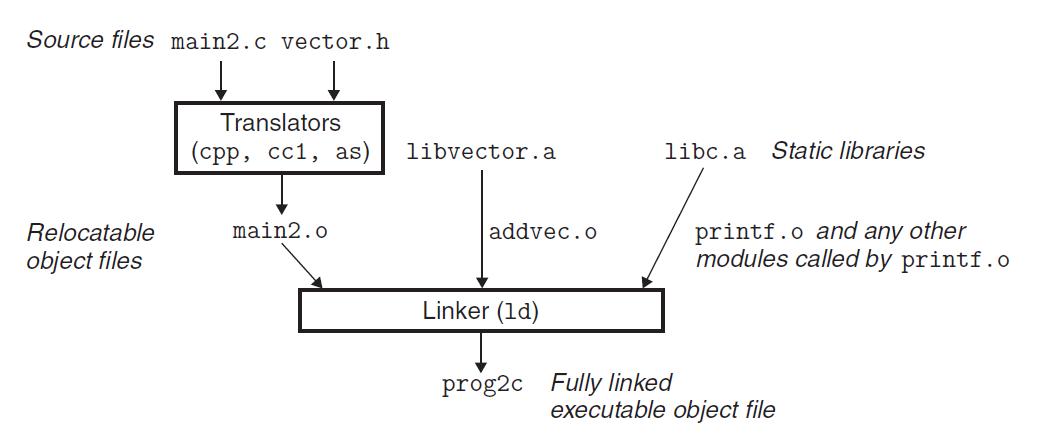 Source files main2.c vector.h
Translators
(cpp, cc1, as)
libvector.a
libc.a Static libraries
Relocatable
object files
main2.o
addvec.o
printf.o and any other
modules called by printf.o
Linker (ld)
prog2c
Fully linked
executable object file